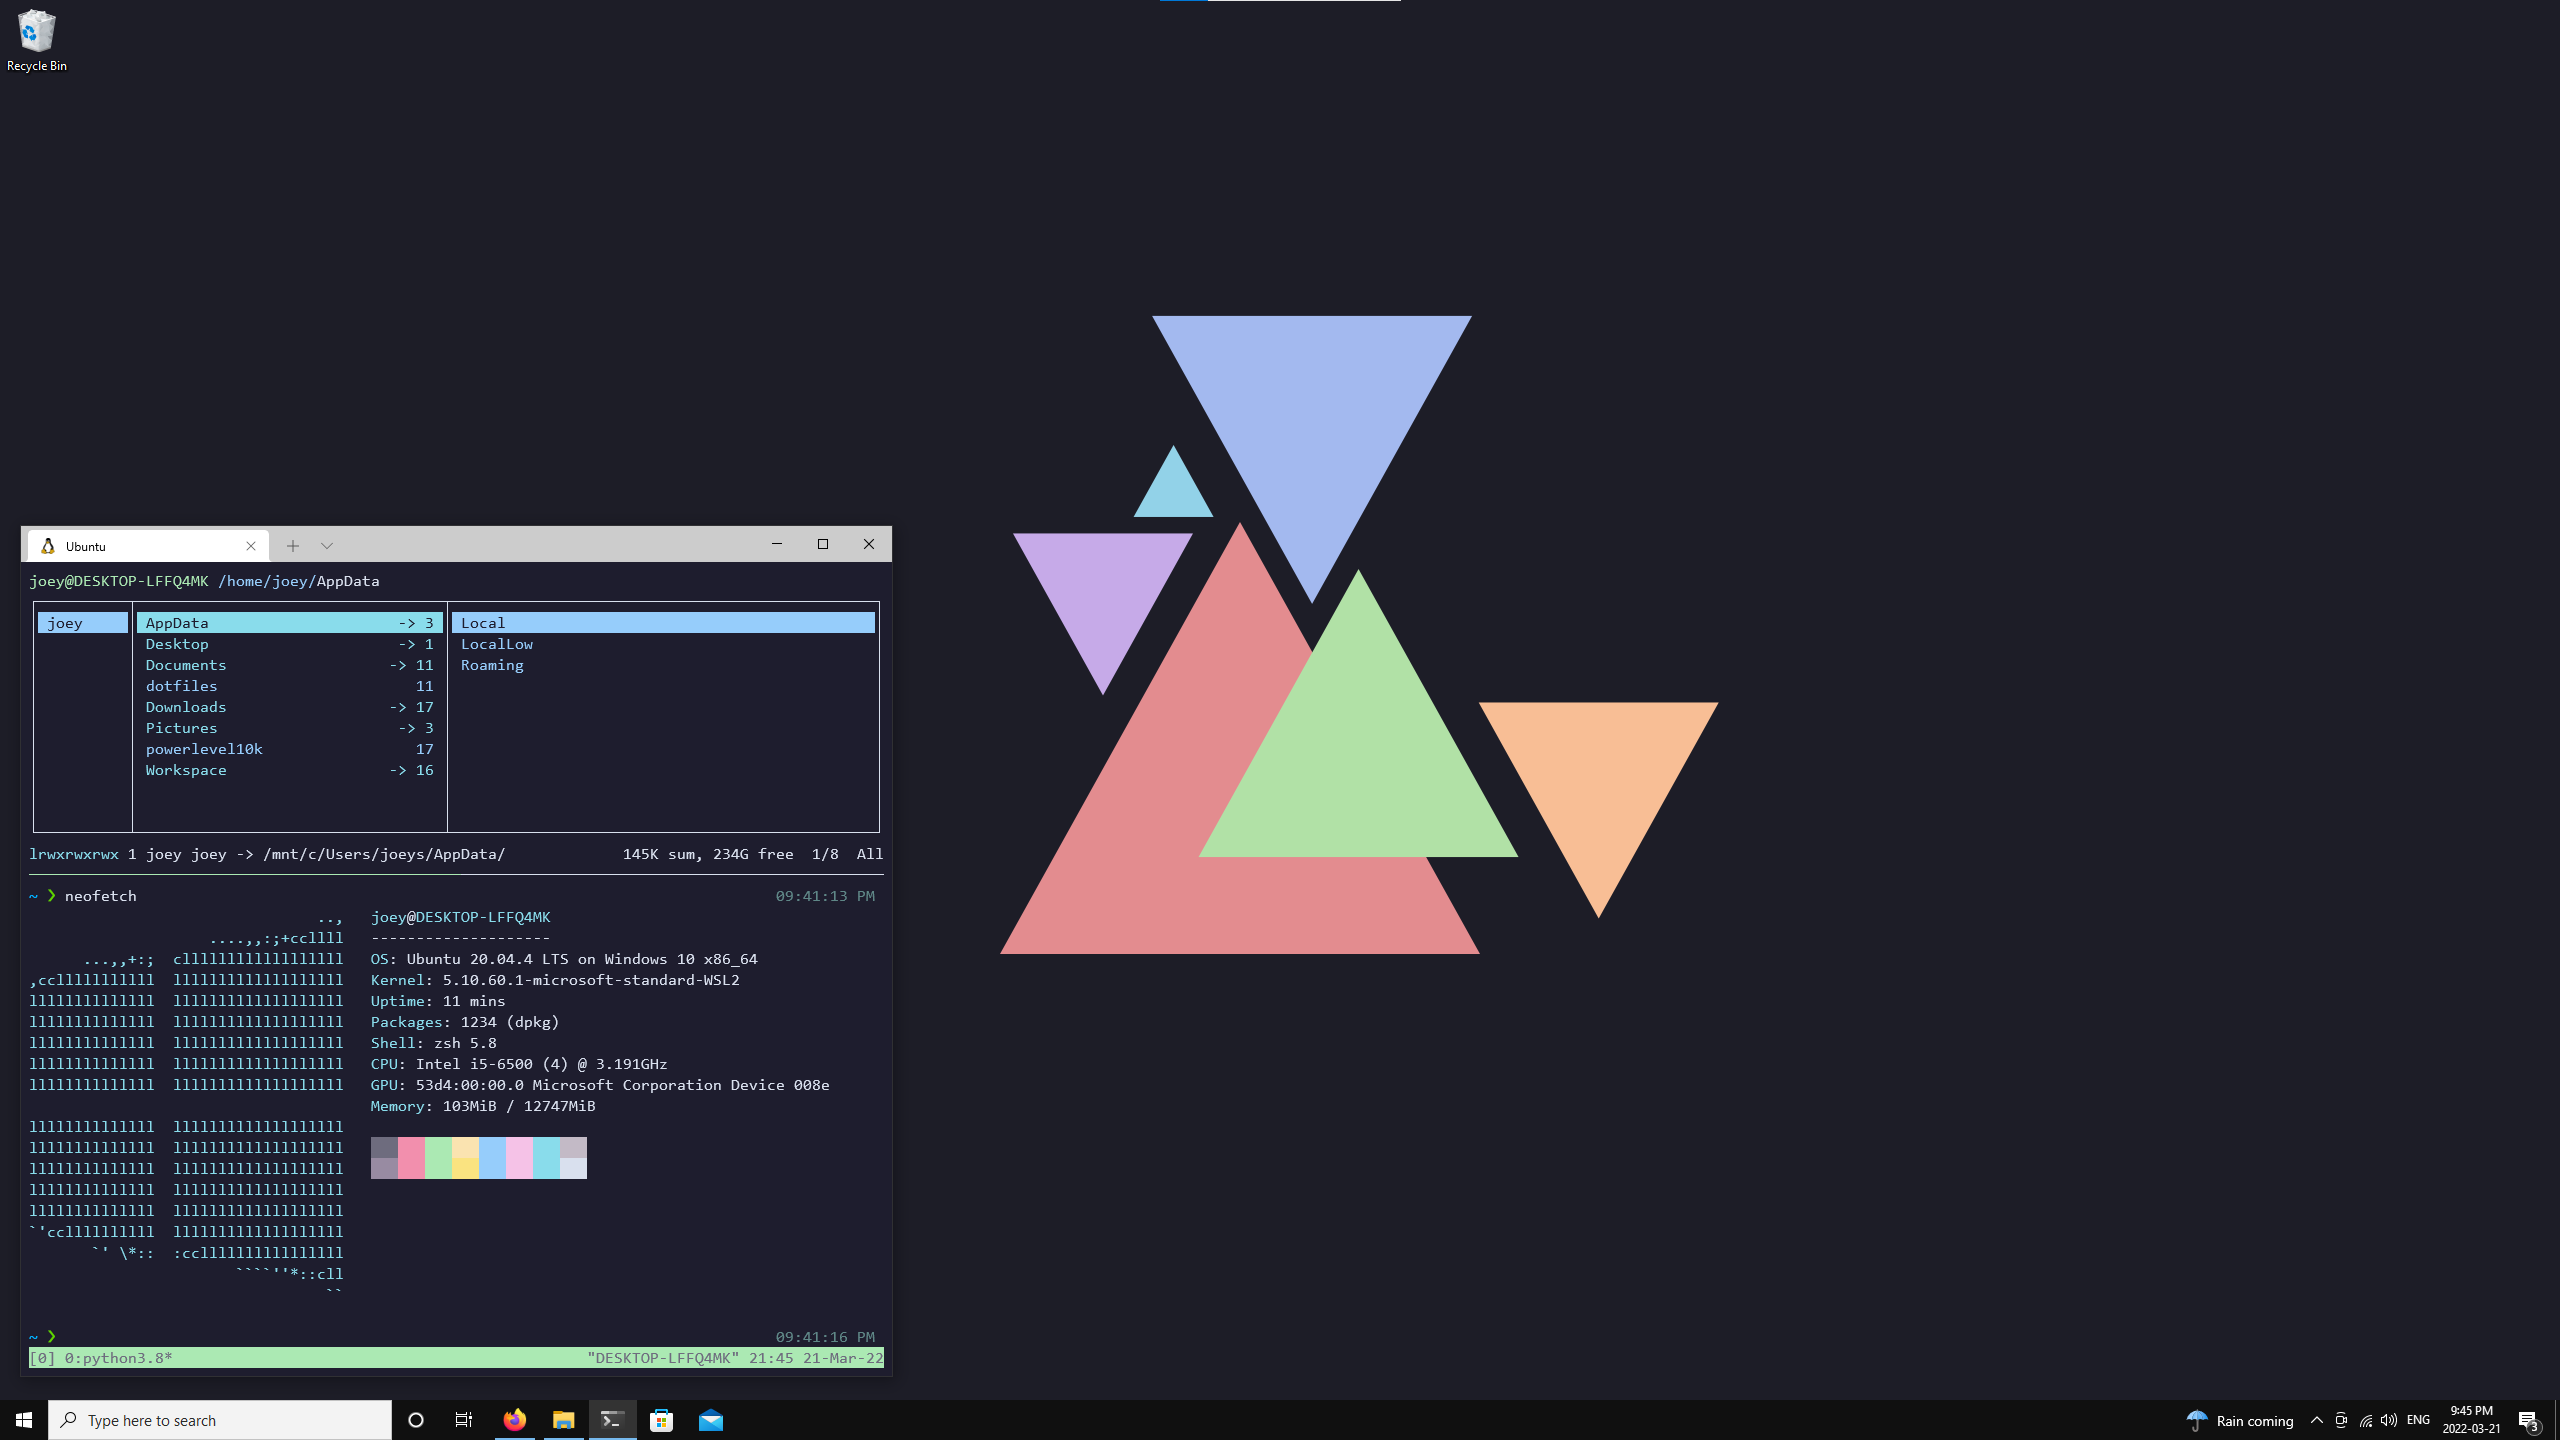 Recycle Bin
Ubuntu
joey@DESKTOP-LFFQ4MK /home/joey/AppData
joey AppData -> 3 Local
Desktop -> 1 LocalLow
Documents -> 11 Roaming
dotfiles 11
Downloads -> 17
Pictures -> 3
powerlevel10k 17
Workspace -> 16
lrwxrwxrwx 1 joey joey -> /mnt/c/Users/joeys/AppData/ 145K sum, 234G free 1/8 All
~ ❯ neofetch 09:41:13 PM
.., joey@DESKTOP-LFFQ4MK
....,,:;+ccllll --------------------
...,,+:; clllllllllllllllllll OS: Ubuntu 20.04.4 LTS on Windows 10 x86_64
,cclllllllllll lllllllllllllllllll Kernel: 5.10.60.1-microsoft-standard-WSL2
llllllllllllll lllllllllllllllllll Uptime: 11 mins
llllllllllllll lllllllllllllllllll Packages: 1234 (dpkg)
llllllllllllll lllllllllllllllllll Shell: zsh 5.8
llllllllllllll lllllllllllllllllll CPU: Intel i5-6500 (4) @ 3.191GHz
llllllllllllll lllllllllllllllllll GPU: 53d4:00:00.0 Microsoft Corporation Device 008e
Memory: 103MiB / 12747MiB
llllllllllllll lllllllllllllllllll
llllllllllllll lllllllllllllllllll
llllllllllllll lllllllllllllllllll
llllllllllllll lllllllllllllllllll
llllllllllllll lllllllllllllllllll
`'ccllllllllll lllllllllllllllllll
`' \*:: :ccllllllllllllllll
````''*::cll
``
~ ❯ 09:41:16 PM
[0] 0:python3.8* "DESKTOP-LFFQ4MK" 21:45 21-Mar-22
Type here to search
Rain coming
ENG
9:45 PM
2022-03-21
3